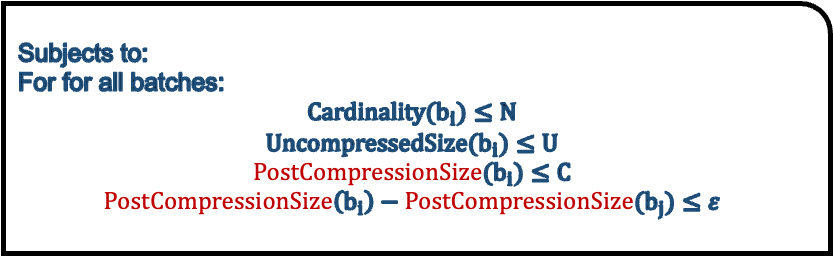 Subjects to:
For for all batches:
Cardinality(bᵢ) ≤ N
UncompressedSize(bᵢ) ≤ U
PostCompressionSize(bᵢ) ≤ C
PostCompressionSize(bᵢ) − PostCompressionSize(bⱼ) ≤ ε